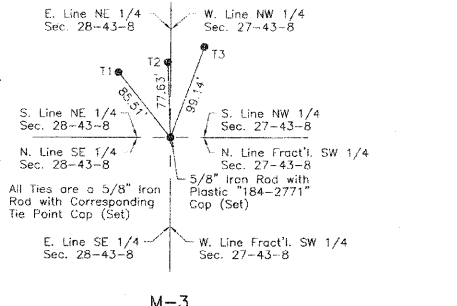 E. Line NE 1/4
Sec. 28-43-8
W. Line NW 1/4
Sec. 27-43-8
T1
T2
T3
85.51'
77.63'
99.14'
S. Line NE 1/4
Sec. 28-43-8
S. Line NW 1/4
Sec. 27-43-8
N. Line SE 1/4
Sec. 28-43-8
N. Line Fract'l. SW 1/4
Sec. 27-43-8
All Ties are a 5/8" Iron
Rod with Corresponding
Tie Point Cap (Set)
5/8" Iron Rod with
Plastic "184-2771"
Cap (Set)
E. Line SE 1/4
Sec. 28-43-8
W. Line Fract'l. SW 1/4
Sec. 27-43-8
M-3